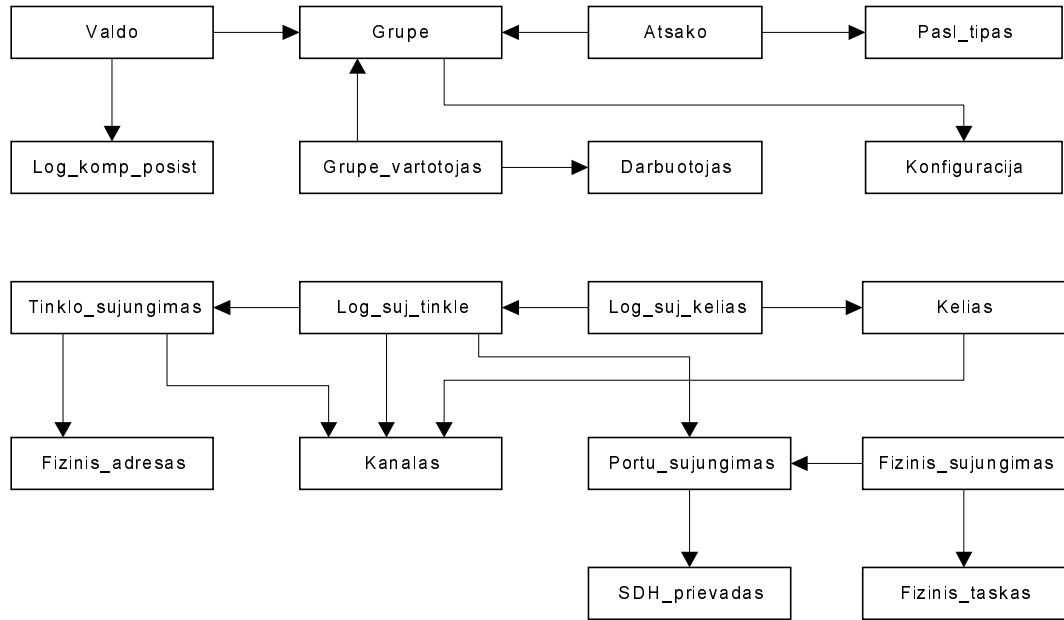 Valdo
Grupe
Atsako
Pasl_tipas
Log_komp_posist
Grupe_vartotojas
Darbuotojas
Konfiguracija
Tinklo_sujungimas
Log_suj_tinkle
Log_suj_kelias
Kelias
Fizinis_adresas
Kanalas
Portu_sujungimas
Fizinis_sujungimas
SDH_prievadas
Fizinis_taskas